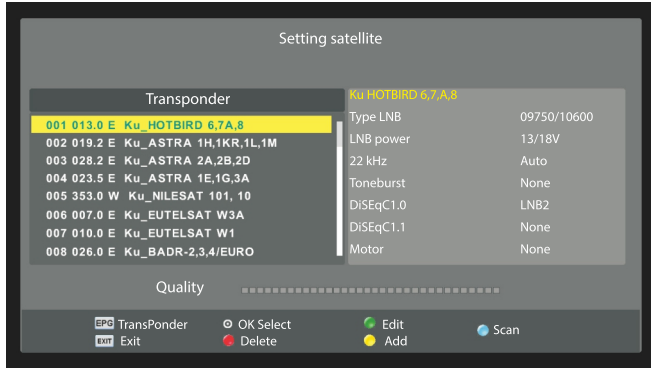 Setting satellite
Transponder
001 013.0 E Ku_HOTBIRD 6,7A,8
002 019.2 E Ku_ASTRA 1H,1KR,1L,1M
003 028.2 E Ku_ASTRA 2A,2B,2D
004 023.5 E Ku_ASTRA 1E,1G,3A
005 353.0 W Ku_NILESAT 101, 10
006 007.0 E Ku_EUTELSAT W3A
007 010.0 E Ku_EUTELSAT W1
008 026.0 E Ku_BADR-2,3,4/EURO
Ku HOTBIRD 6,7,A,8
Type LNB 09750/10600
LNB power 13/18V
22 kHz Auto
Toneburst None
DiSEqC1.0 LNB2
DiSEqC1.1 None
Motor None
Quality
EPG TransPonder OK Select Edit Scan
EXIT Exit Delete Add